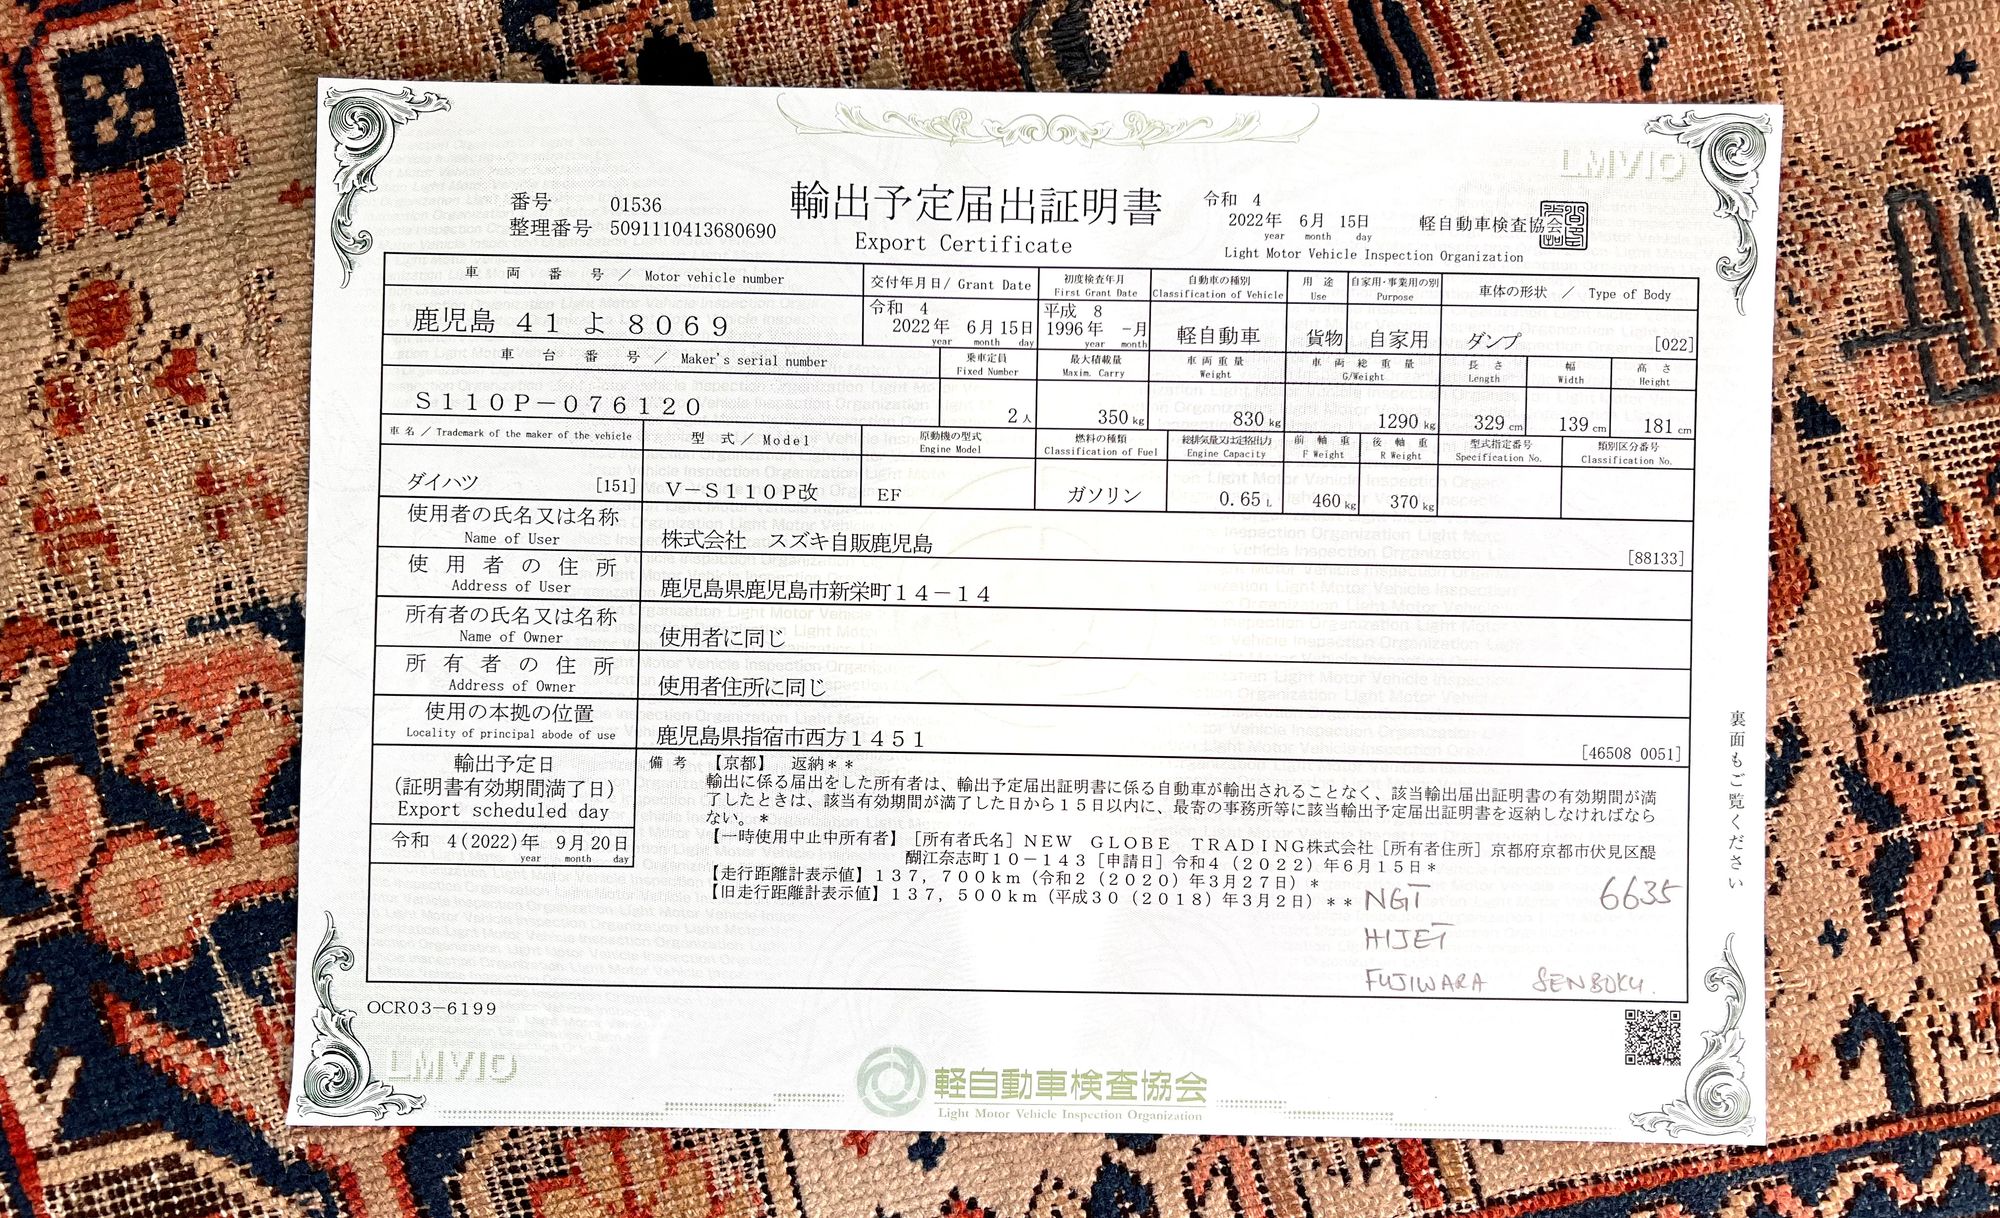 LMVIO
番号 01536
整理番号 5091110413680690
輸出予定届出証明書
Export Certificate
令和 4
2022年 6月 15日
year month day
軽自動車検査協会
Light Motor Vehicle Inspection Organization
車両番号 / Motor vehicle number
交付年月日/ Grant Date
初度検査年月
First Grant Date
自動車の種別
Classification of Vehicle
用途
Use
自家用・事業用の別
Purpose
車体の形状 / Type of Body
鹿児島 41 よ 8069
令和 4
2022年 6月 15日
year month day
平成 8
1996年 -月
year month
軽自動車
貨物
自家用
ダンプ [022]
車台番号 / Maker's serial number
乗車定員
Fixed Number
最大積載量
Maxim. Carry
車両重量
Weight
車両総重量
G/Weight
長さ
Length
幅
Width
高さ
Height
S110P-076120
2人
350kg
830kg
1290kg
329cm
139cm
181cm
車名 / Trademark of the maker of the vehicle
型式 / Model
原動機の型式
Engine Model
燃料の種類
Classification of Fuel
総排気量又は定格出力
Engine Capacity
前軸重
F Weight
後軸重
R Weight
型式指定番号
Specification No.
類別区分番号
Classification No.
ダイハツ [151]
V-S110P改
EF
ガソリン
0.65L
460kg
370kg
使用者の氏名又は名称
Name of User
株式会社 スズキ自販鹿児島 [88133]
使用者の住所
Address of User
鹿児島県鹿児島市新栄町14-14
所有者の氏名又は名称
Name of Owner
使用者に同じ
所有者の住所
Address of Owner
使用者住所に同じ
使用の本拠の位置
Locality of principal abode of use
鹿児島県指宿市西方1451 [46508 0051]
輸出予定日
(証明書有効期間満了日)
Export scheduled day
令和 4(2022)年 9月20日
year month day
備考 【京都】 返納**
輸出に係る届出をした所有者は、輸出予定届出証明書に係る自動車が輸出されることなく、該当輸出届出証明書の有効期間が満
了したときは、該当有効期間が満了した日から15日以内に、最寄の事務所等に該当輸出予定届出証明書を返納しなければなら
ない。*
【一時使用中止中所有者】[所有者氏名]NEW GLOBE TRADING株式会社[所有者住所]京都府京都市伏見区醍
醐江奈志町10-143[申請日]令和4(2022)年6月15日*
【走行距離計表示値】137,700km(令和2(2020)年3月27日)*
【旧走行距離計表示値】137,500km(平成30(2018)年3月2日)**
NGT 6635
HIJET
FUJIWARA SENBOKU.
裏面もご覧ください
OCR03-6199
LMVIO
軽自動車検査協会
Light Motor Vehicle Inspection Organization